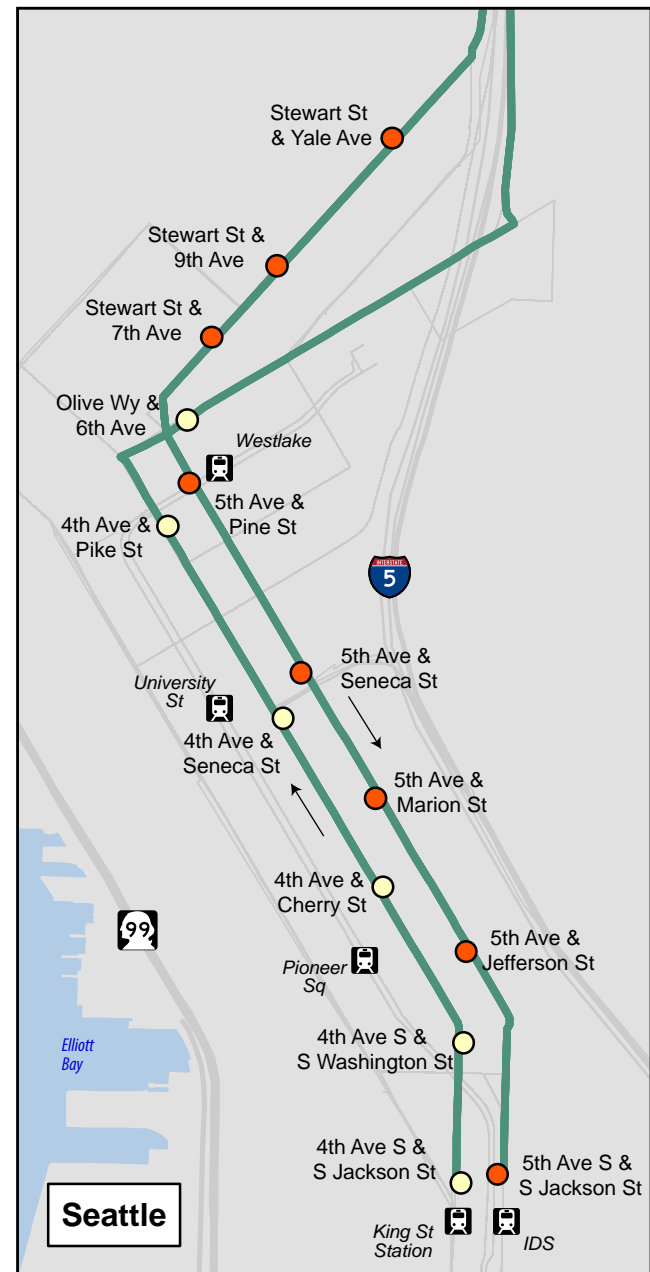 Stewart St
& Yale Ave
Stewart St &
9th Ave
Stewart St &
7th Ave
Olive Wy &
6th Ave
Westlake
5th Ave &
Pine St
4th Ave &
Pike St
INTERSTATE
5
5th Ave &
Seneca St
University
St
4th Ave &
Seneca St
5th Ave &
Marion St
4th Ave &
Cherry St
99
5th Ave &
Jefferson St
Pioneer
Sq
4th Ave S &
S Washington St
Elliott
Bay
4th Ave S &
S Jackson St
5th Ave S &
S Jackson St
Seattle
King St
Station
IDS